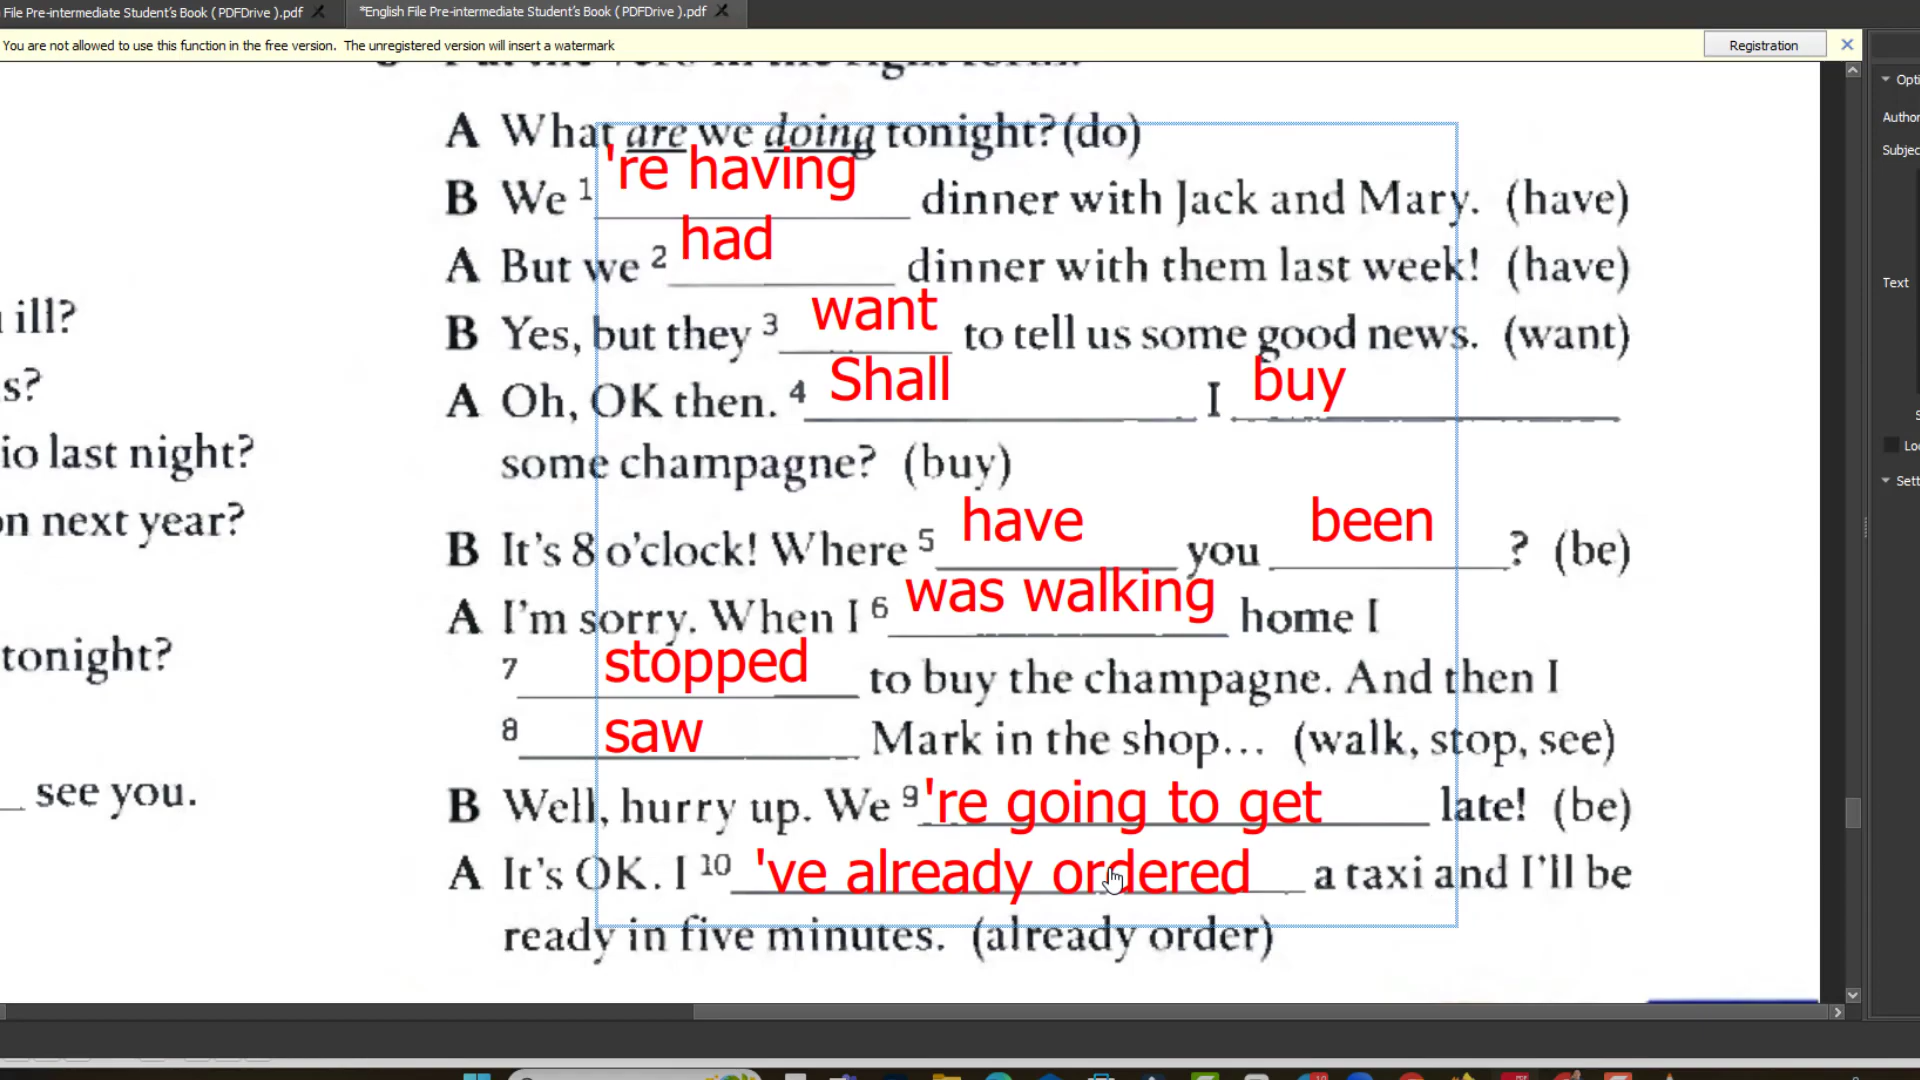 File Pre-intermediate Student's Book ( PDFDrive ).pdf
*English File Pre-intermediate Student's Book ( PDFDrive ).pdf
You are not allowed to use this function in the free version. The unregistered version will insert a watermark
Registration
A What are we doing tonight? (do)
B We 1 're having dinner with Jack and Mary. (have)
A But we 2 had dinner with them last week! (have)
B Yes, but they 3 want to tell us some good news. (want)
A Oh, OK then. 4 Shall I buy
some champagne? (buy)
B It's 8 o'clock! Where 5 have you been ? (be)
A I'm sorry. When I 6 was walking home I
7 stopped to buy the champagne. And then I
8 saw Mark in the shop... (walk, stop, see)
B Well, hurry up. We 9 're going to get late! (be)
A It's OK. I 10 've already ordered a taxi and I'll be
ready in five minutes. (already order)
ill?
s?
io last night?
on next year?
tonight?
see you.
Opti
Author
Subjec
Text
Lo
Sett